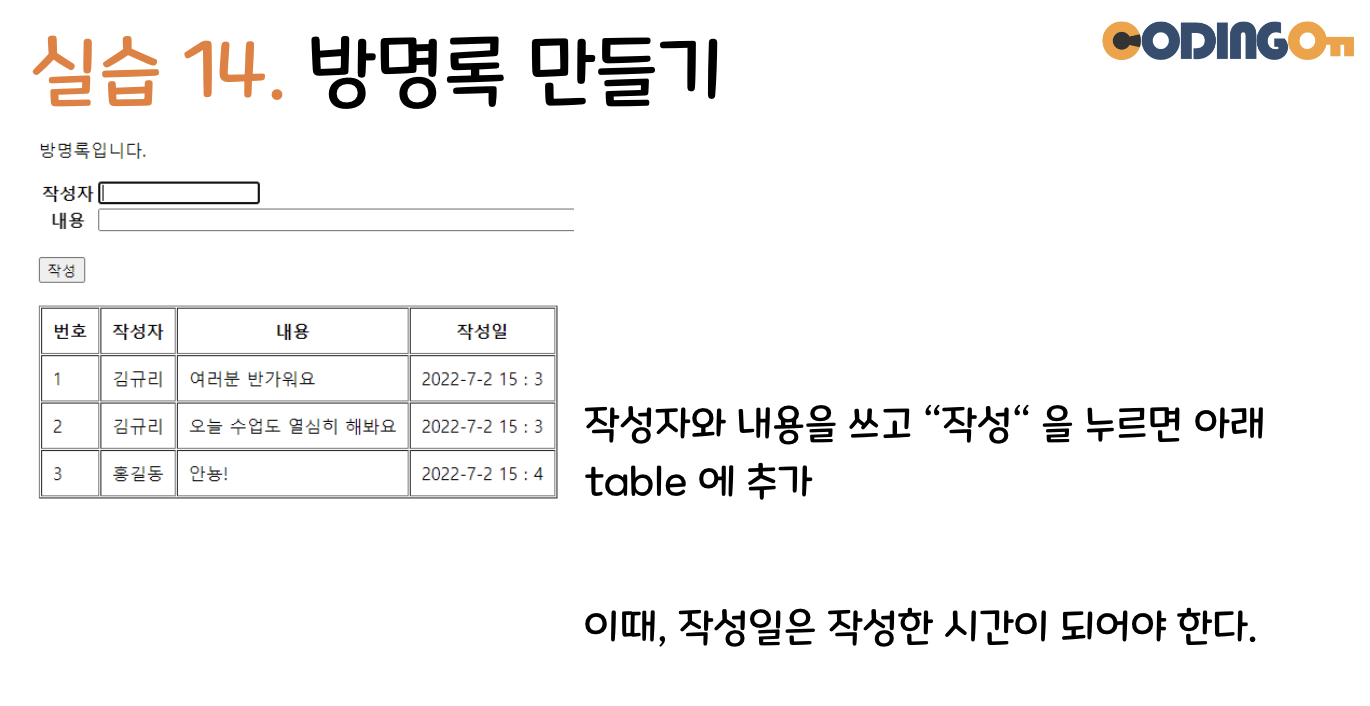 실습 14. 방명록 만들기
CODINGOn
방명록입니다.
작성자
내용
작성
번호 작성자 내용 작성일
1 김규리 여러분 반가워요 2022-7-2 15 : 3
2 김규리 오늘 수업도 열심히 해봐요 2022-7-2 15 : 3
3 홍길동 안뇽! 2022-7-2 15 : 4
작성자와 내용을 쓰고 “작성“ 을 누르면 아래
table 에 추가
이때, 작성일은 작성한 시간이 되어야 한다.